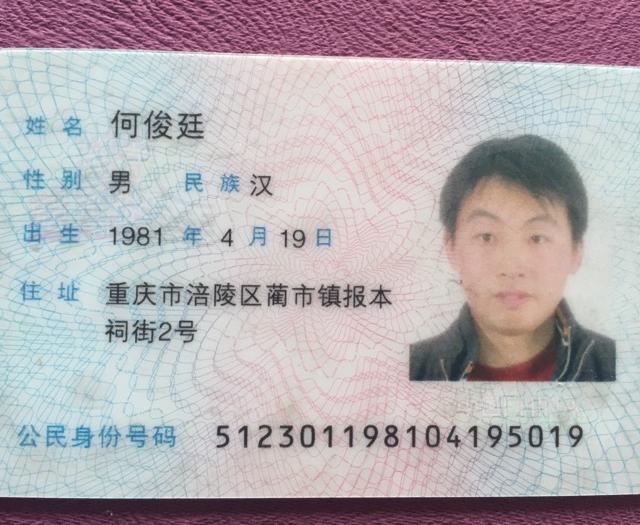 姓名 何俊廷
性别 男 民族 汉
出生 1981 年 4 月 19 日
住址 重庆市涪陵区蔺市镇报本
祠街2号
公民身份号码 512301198104195019